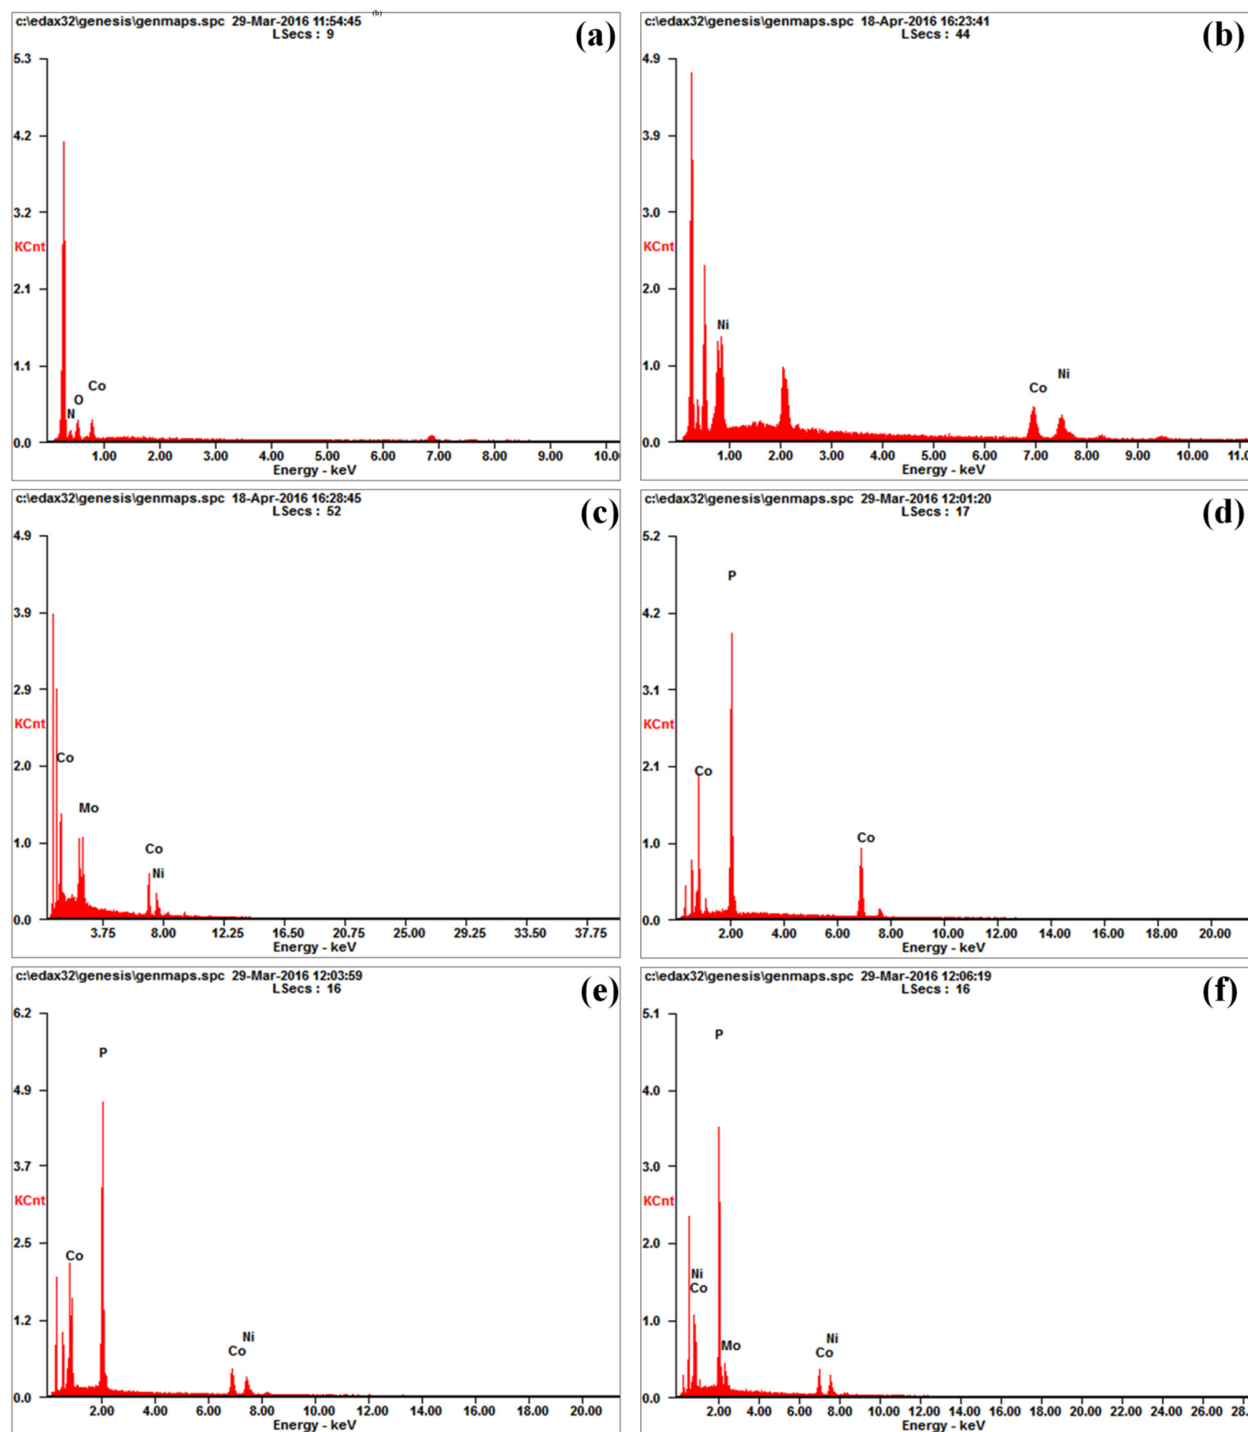 c:\edax32\genesis\genmaps.spc 29-Mar-2016 11:54:45 (b)
LSecs : 9
(a)
5.3
4.2
3.2
KCnt
2.1
1.1
0.0
N
O
Co
1.00 2.00 3.00 4.00 5.00 6.00 7.00 8.00 9.00 10.00
Energy - keV
c:\edax32\genesis\genmaps.spc 18-Apr-2016 16:23:41
LSecs : 44
(b)
4.9
3.9
3.0
KCnt
2.0
1.0
0.0
Ni
Co
Ni
1.00 2.00 3.00 4.00 5.00 6.00 7.00 8.00 9.00 10.00 11.0
Energy - keV
c:\edax32\genesis\genmaps.spc 18-Apr-2016 16:28:45
LSecs : 52
(c)
4.9
3.9
2.9
KCnt
2.0
1.0
0.0
Co
Mo
Co
Ni
3.75 8.00 12.25 16.50 20.75 25.00 29.25 33.50 37.75
Energy - keV
c:\edax32\genesis\genmaps.spc 29-Mar-2016 12:01:20
LSecs : 17
(d)
5.2
4.2
3.1
KCnt
2.1
1.0
0.0
P
Co
Co
2.00 4.00 6.00 8.00 10.00 12.00 14.00 16.00 18.00 20.00
Energy - keV
c:\edax32\genesis\genmaps.spc 29-Mar-2016 12:03:59
LSecs : 16
(e)
6.2
4.9
3.7
KCnt
2.5
1.2
0.0
P
Co
Ni
Co
2.00 4.00 6.00 8.00 10.00 12.00 14.00 16.00 18.00 20.00
Energy - keV
c:\edax32\genesis\genmaps.spc 29-Mar-2016 12:06:19
LSecs : 16
(f)
5.1
4.0
3.0
KCnt
2.0
1.0
0.0
P
Ni
Co
Mo
Ni
Co
2.00 4.00 6.00 8.00 10.00 12.00 14.00 16.00 18.00 20.00 22.00 24.00 26.00 28.
Energy - keV